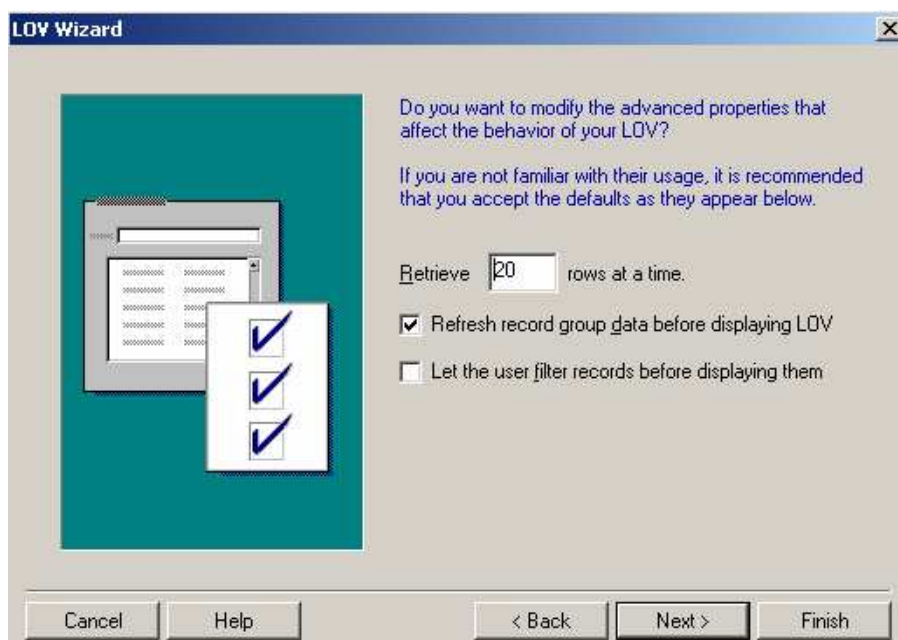 LOV Wizard
Do you want to modify the advanced properties that
affect the behavior of your LOV?
If you are not familiar with their usage, it is recommended
that you accept the defaults as they appear below.
Retrieve 20 rows at a time.
Refresh record group data before displaying LOV
Let the user filter records before displaying them
Cancel Help < Back Next > Finish